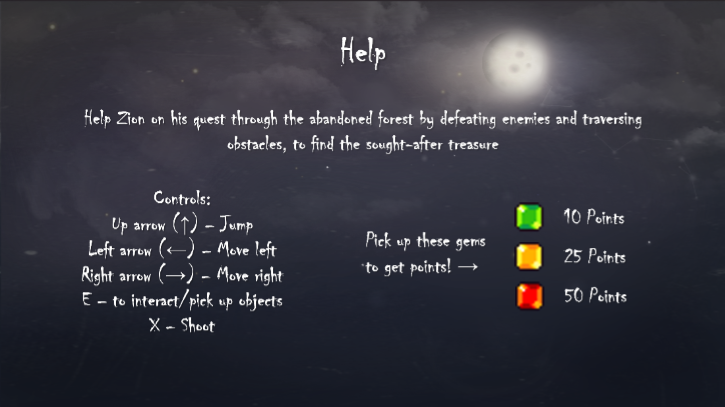 Help
Help Zion on his quest through the abandoned forest by defeating enemies and traversing
obstacles, to find the sought-after treasure
Controls:
Up arrow (↑) – Jump
Left arrow (←) – Move left
Right arrow (→) – Move right
E – to interact/pick up objects
X – Shoot
Pick up these gems
to get points! →
10 Points
25 Points
50 Points